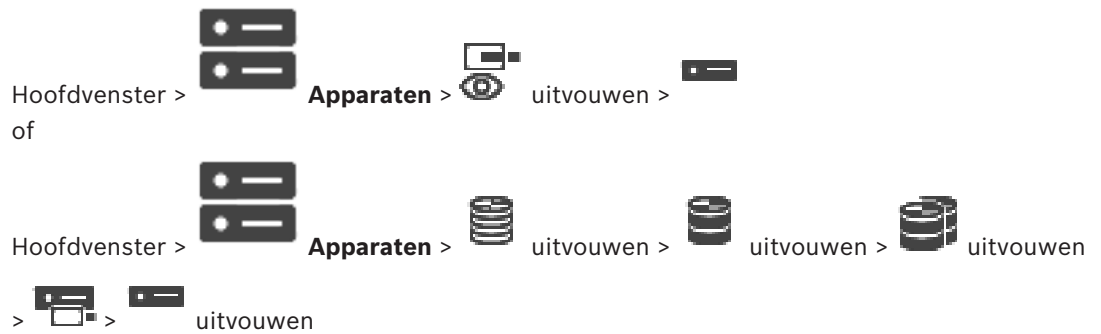 Hoofdvenster > Apparaten > uitvouwen >
of
Hoofdvenster > Apparaten > uitvouwen > uitvouwen > uitvouwen
> > uitvouwen